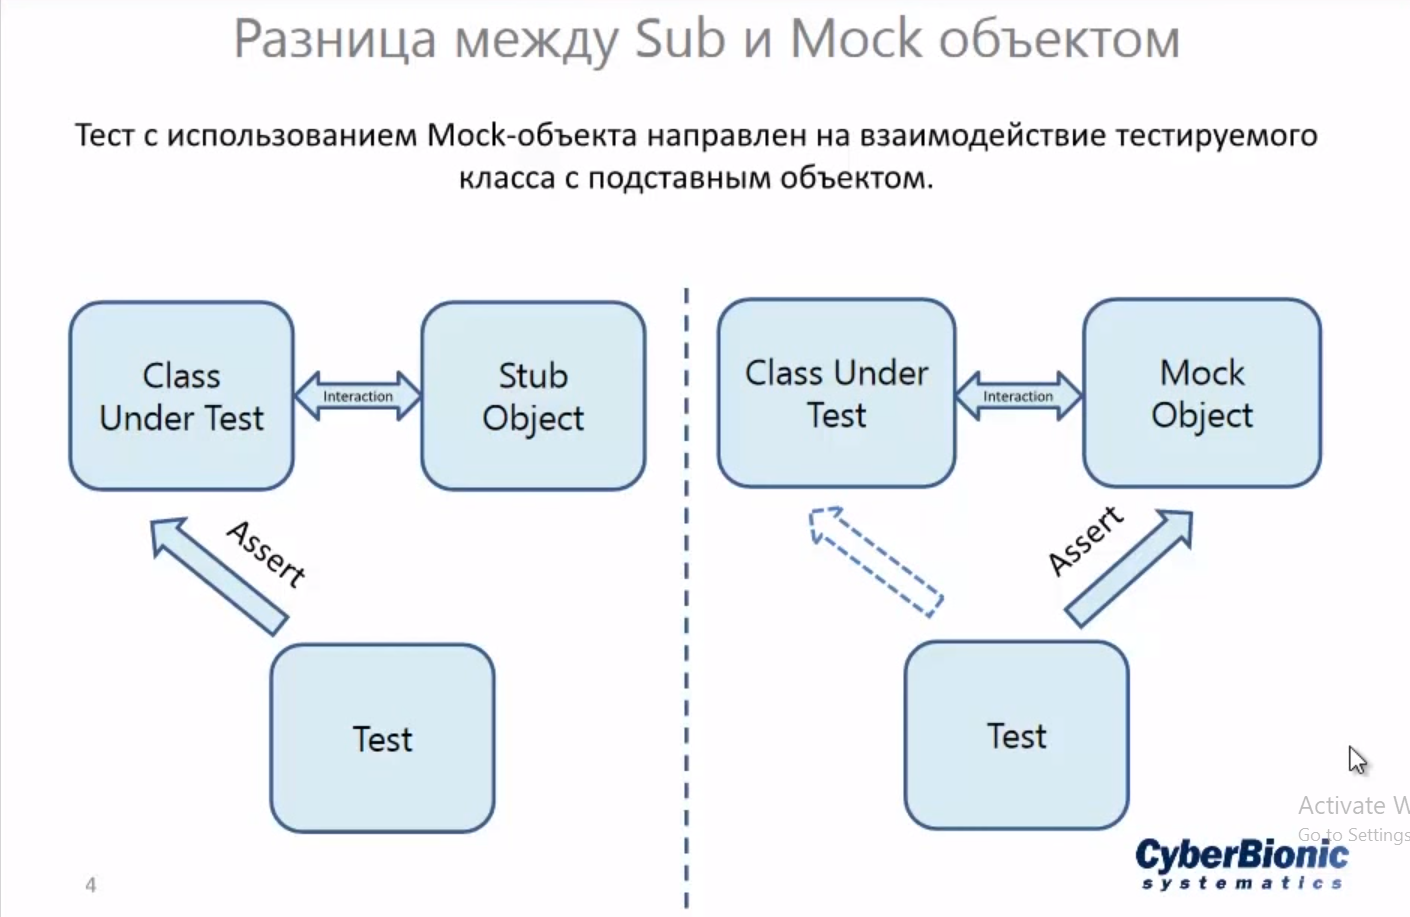 Разница между Sub и Mock объектом
Тест с использованием Mock-объекта направлен на взаимодействие тестируемого
класса с подставным объектом.
Class
Under Test
Interaction
Stub
Object
Assert
Test
Class Under
Test
Interaction
Mock
Object
Assert
Test
Activate W
Go to Settings
CyberBionic
systematics
4